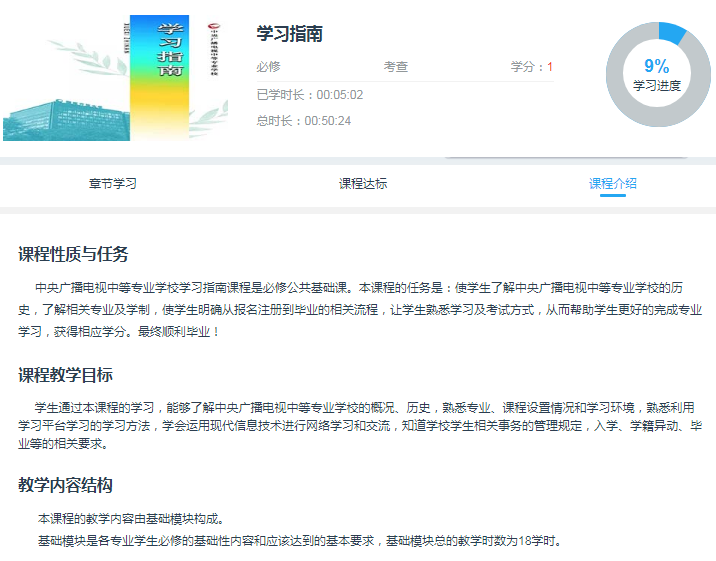 学习指南
中央广播电视中等专业学校
学习指南
必修
考查
学分：1
已学时长：00:05:02
总时长：00:50:24
9%
学习进度
章节学习
课程达标
课程介绍
课程性质与任务
中央广播电视中等专业学校学习指南课程是必修公共基础课。本课程的任务是：使学生了解中央广播电视中等专业学校的历
史，了解相关专业及学制，使学生明确从报名注册到毕业的相关流程，让学生熟悉学习及考试方式，从而帮助学生更好的完成专业
学习，获得相应学分。最终顺利毕业！
课程教学目标
学生通过本课程的学习，能够了解中央广播电视中等专业学校的概况、历史，熟悉专业、课程设置情况和学习环境，熟悉利用
学习平台学习的学习方法，学会运用现代信息技术进行网络学习和交流，知道学校学生相关事务的管理规定，入学、学籍异动、毕
业等的相关要求。
教学内容结构
本课程的教学内容由基础模块构成。
基础模块是各专业学生必修的基础性内容和应该达到的基本要求，基础模块总的教学时数为18学时。